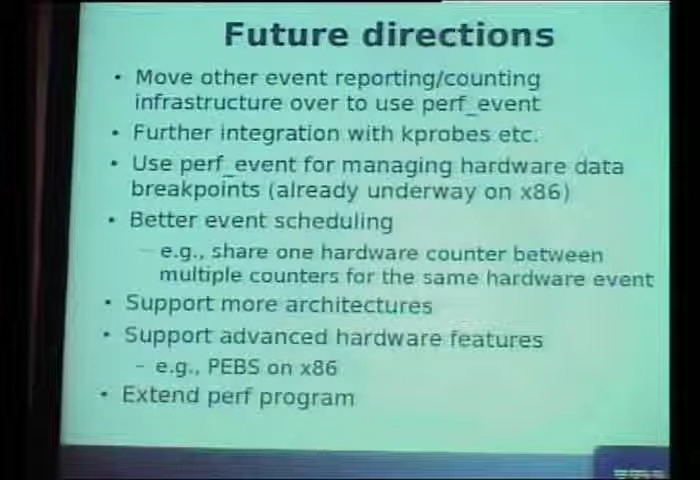 Future directions
• Move other event reporting/counting
infrastructure over to use perf_event
• Further integration with kprobes etc.
• Use perf_event for managing hardware data
breakpoints (already underway on x86)
• Better event scheduling
– e.g., share one hardware counter between
multiple counters for the same hardware event
• Support more architectures
• Support advanced hardware features
– e.g., PEBS on x86
• Extend perf program